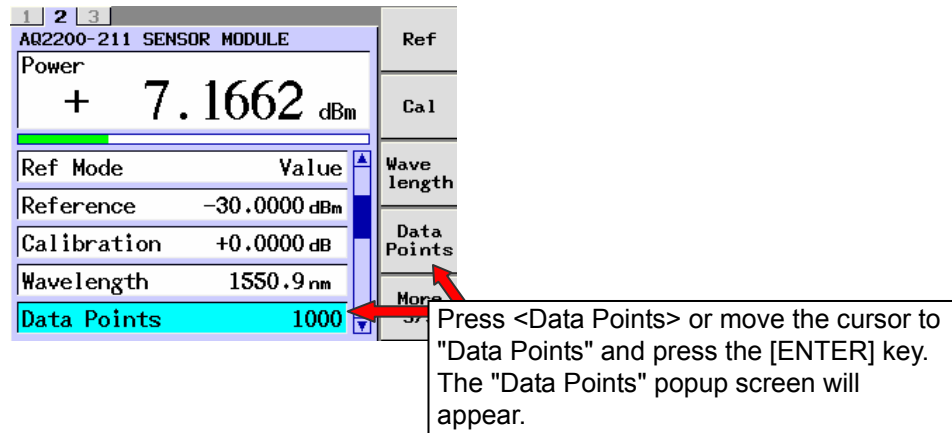 1 2 3
AQ2200-211 SENSOR MODULE
Power
+ 7.1662 dBm
Ref Mode Value
Reference -30.0000 dBm
Calibration +0.0000 dB
Wavelength 1550.9 nm
Data Points 1000
Ref
Cal
Wave
length
Data
Points
More
Press <Data Points> or move the cursor to
"Data Points" and press the [ENTER] key.
The "Data Points" popup screen will
appear.